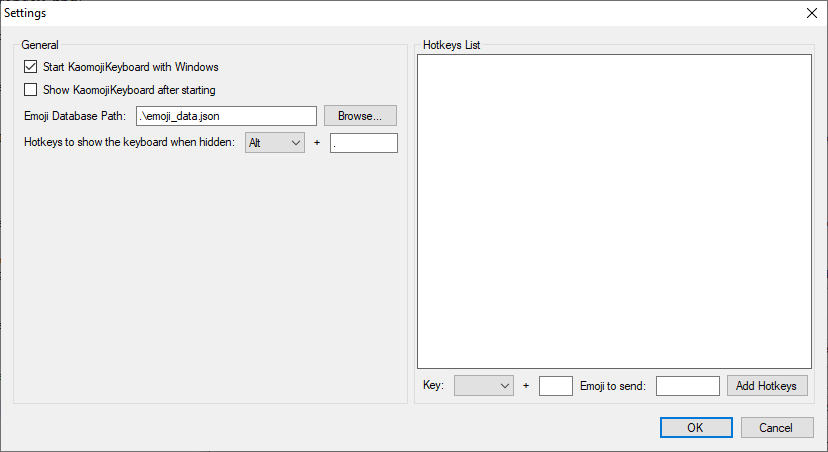 Settings
General
Start KaomojiKeyboard with Windows
Show KaomojiKeyboard after starting
Emoji Database Path: .\emoji_data.json Browse...
Hotkeys to show the keyboard when hidden: Alt + .
Hotkeys List
Key: + Emoji to send: Add Hotkeys
OK Cancel